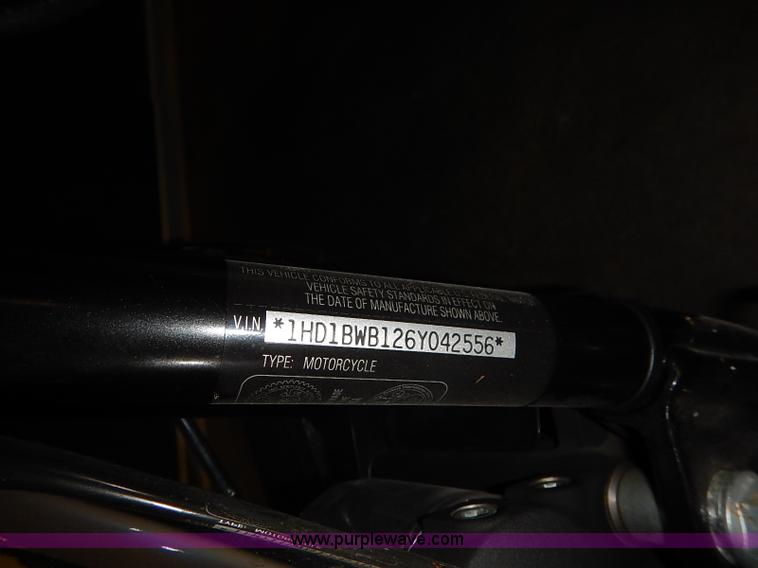 THIS VEHICLE CONFORMS TO ALL
VEHICLE SAFETY STANDARDS IN EFFECT ON
THE DATE OF MANUFACTURE SHOWN ABOVE.
V.I.N. *1HD1BWB126Y042556*
TYPE: MOTORCYCLE
www.purplewave.com